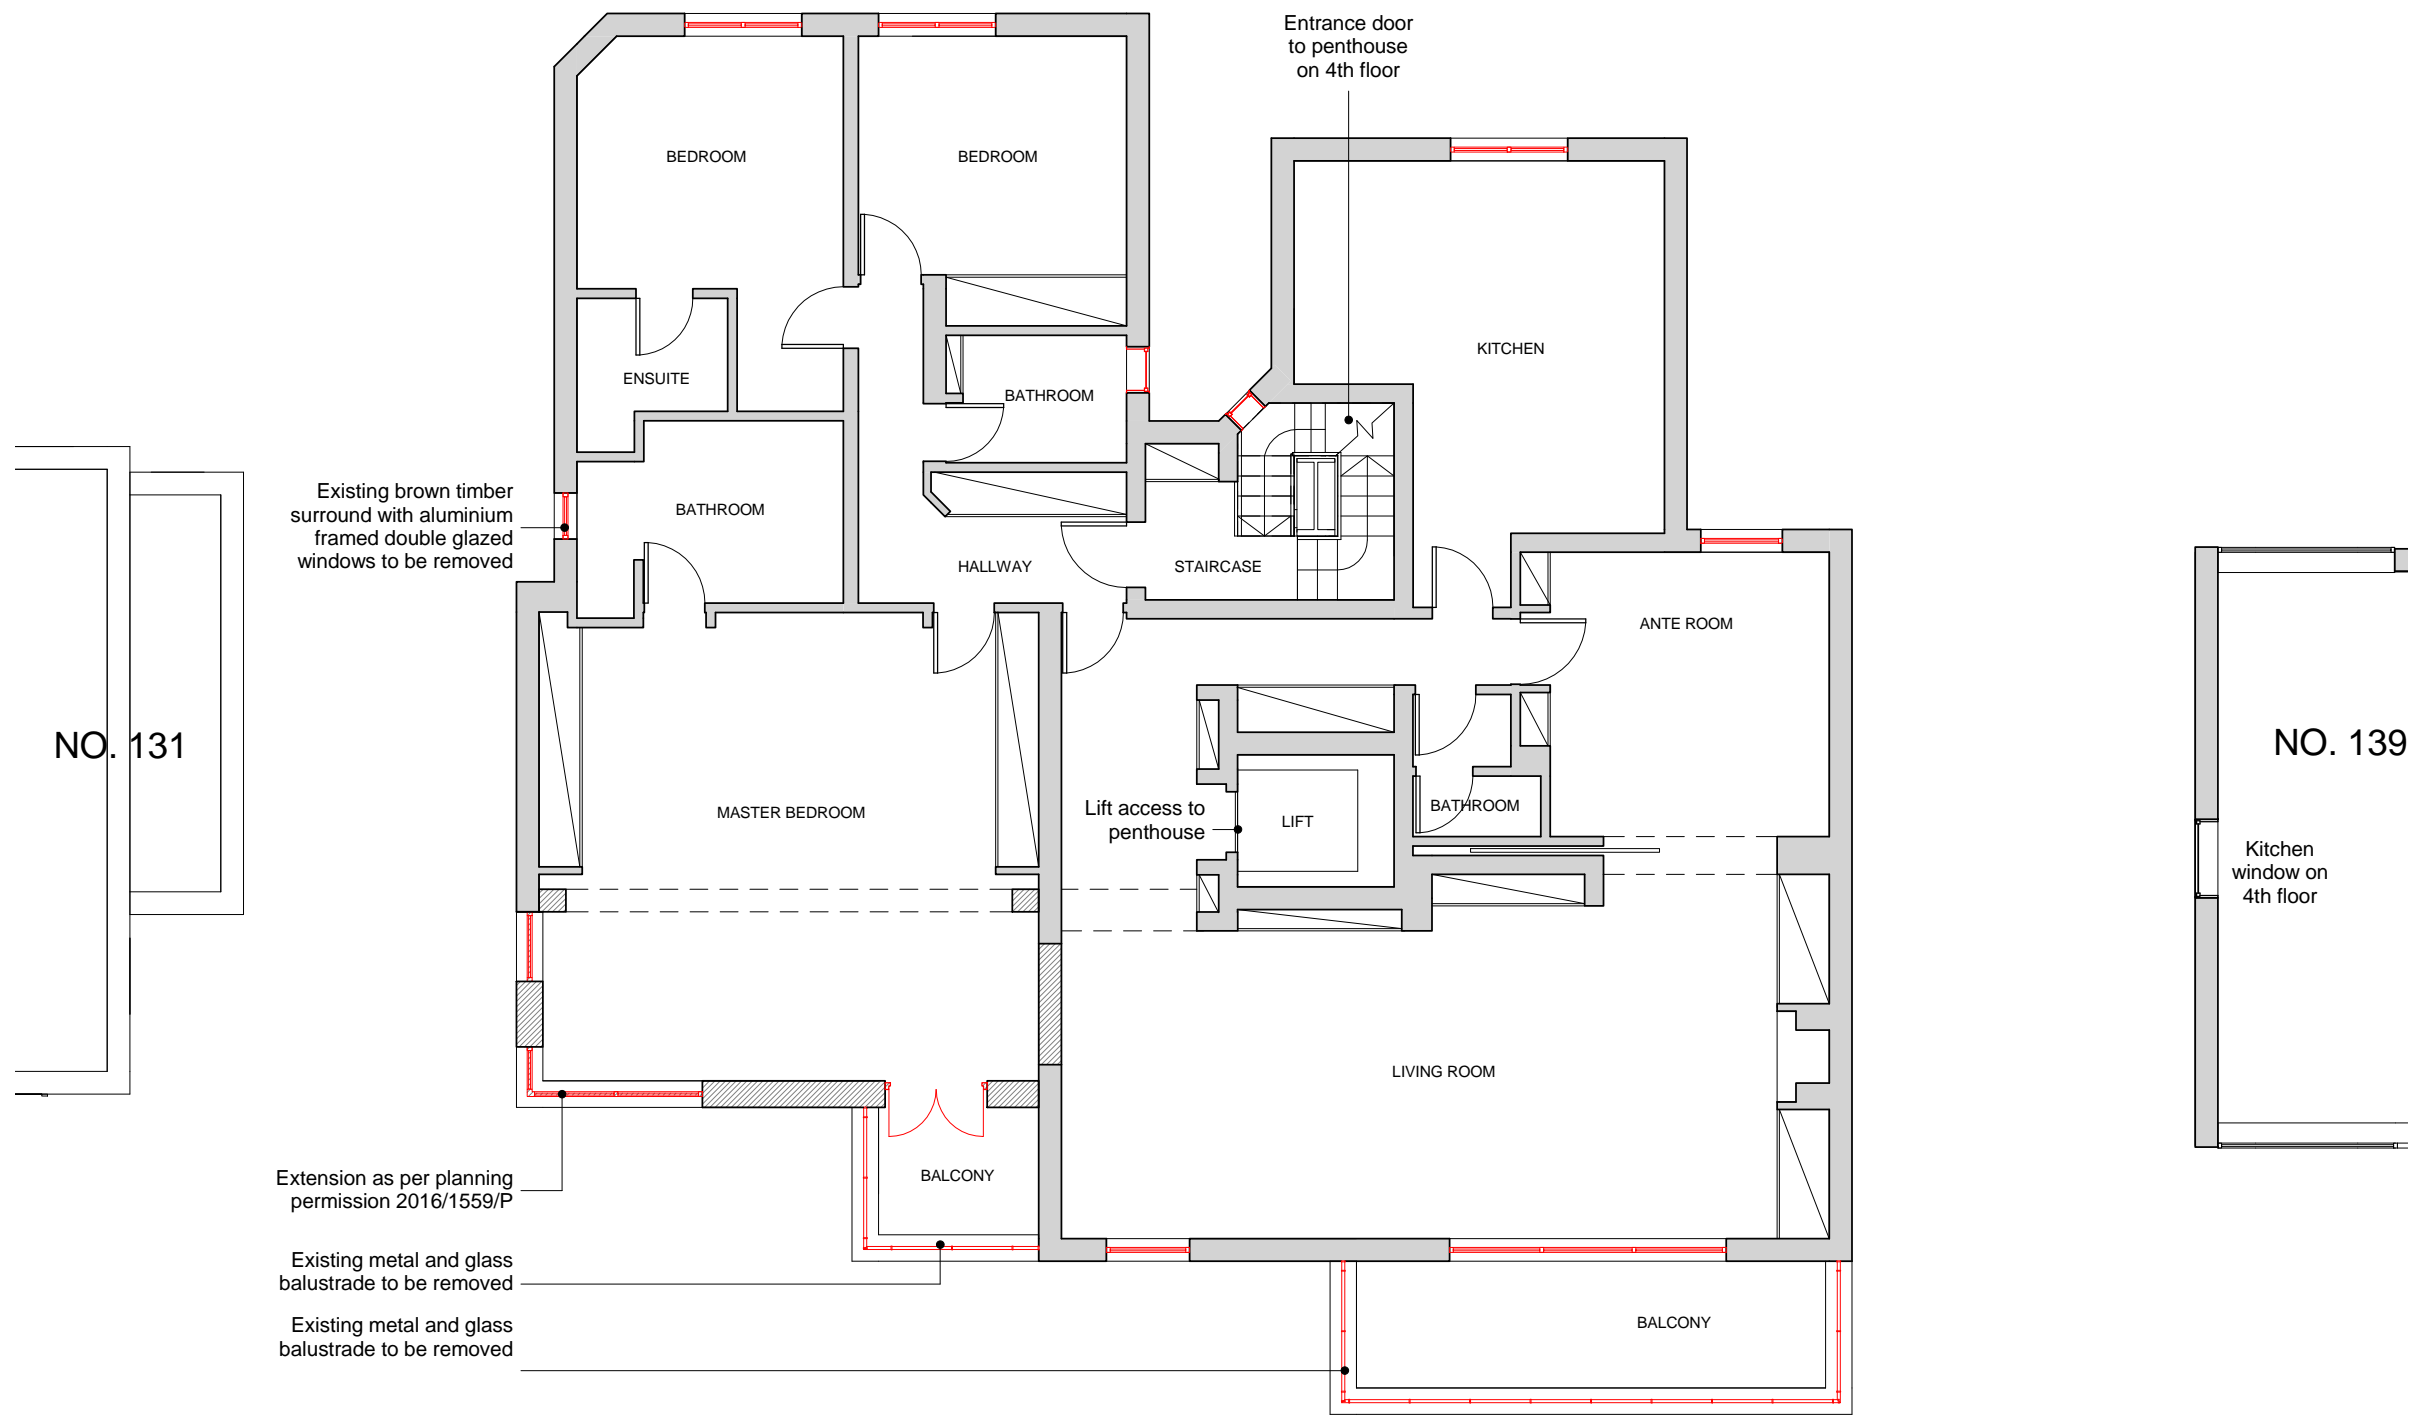 Entrance door
to penthouse
on 4th floor
BEDROOM
BEDROOM
KITCHEN
ENSUITE
BATHROOM
Existing brown timber
surround with aluminium
framed double glazed
windows to be removed
BATHROOM
HALLWAY
STAIRCASE
ANTE ROOM
NO. 131
NO. 139
MASTER BEDROOM
Lift access to
penthouse
LIFT
BATHROOM
Kitchen
window on
4th floor
LIVING ROOM
Extension as per planning
permission 2016/1559/P
BALCONY
Existing metal and glass
balustrade to be removed
Existing metal and glass
balustrade to be removed
BALCONY